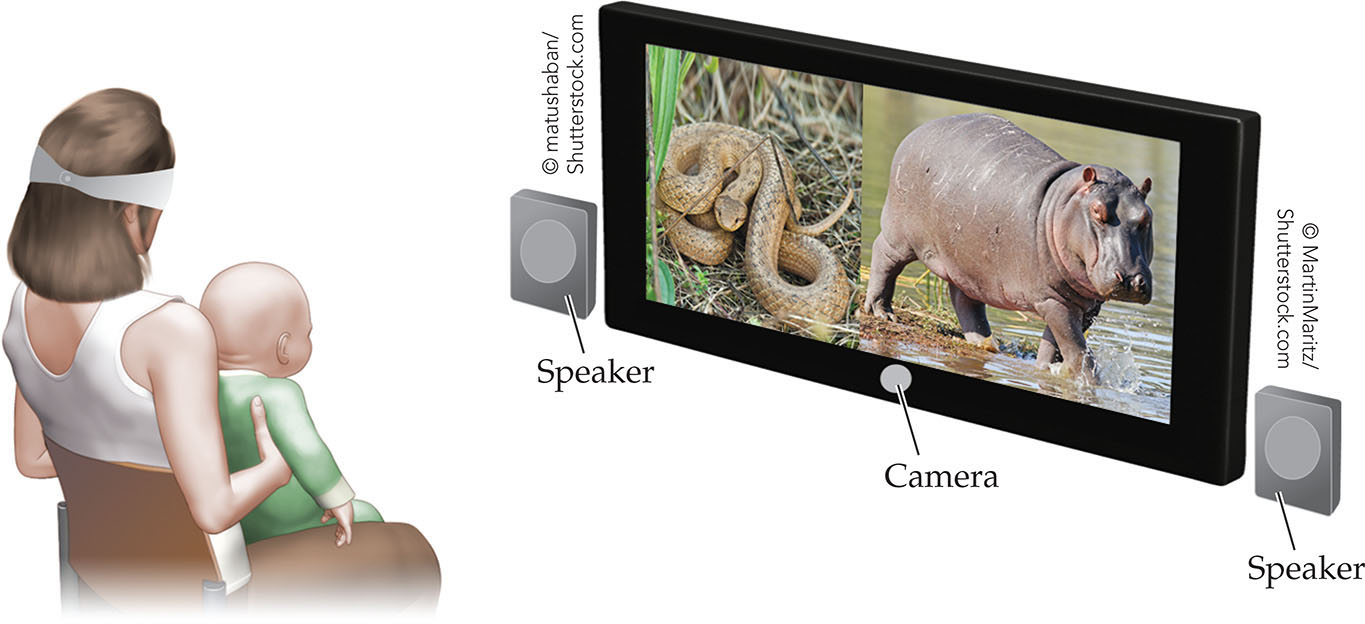 © matushaban/
Shutterstock.com
Speaker
Camera
© MartinMaritz/
Shutterstock.com
Speaker